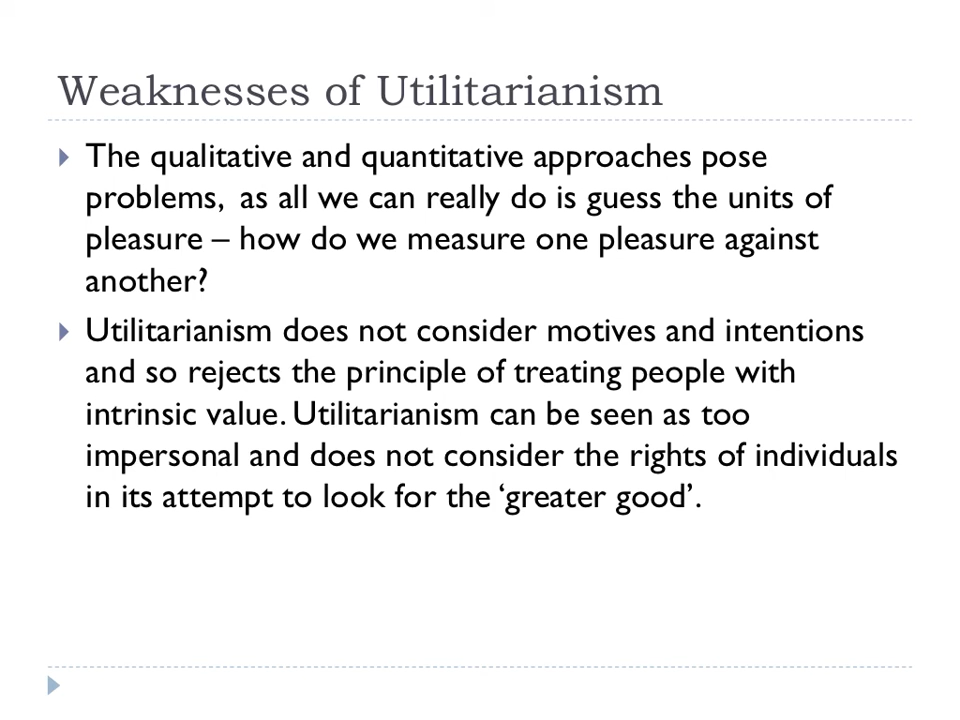 Weaknesses of Utilitarianism
The qualitative and quantitative approaches pose
problems,  as all we can really do is guess the units of
pleasure – how do we measure one pleasure against
another?
Utilitarianism does not consider motives and intentions
and so rejects the principle of treating people with
intrinsic value. Utilitarianism can be seen as too
impersonal and does not consider the rights of individuals
in its attempt to look for the ‘greater good’.